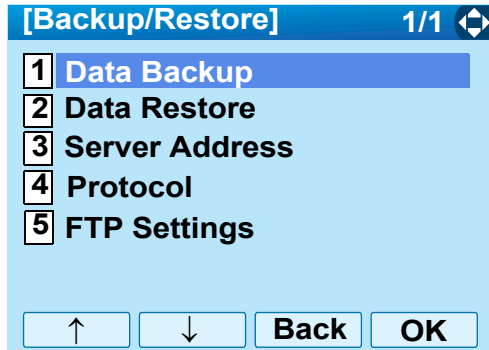 [Backup/Restore] 1/1
1 Data Backup
2 Data Restore
3 Server Address
4 Protocol
5 FTP Settings
↑ ↓ Back OK